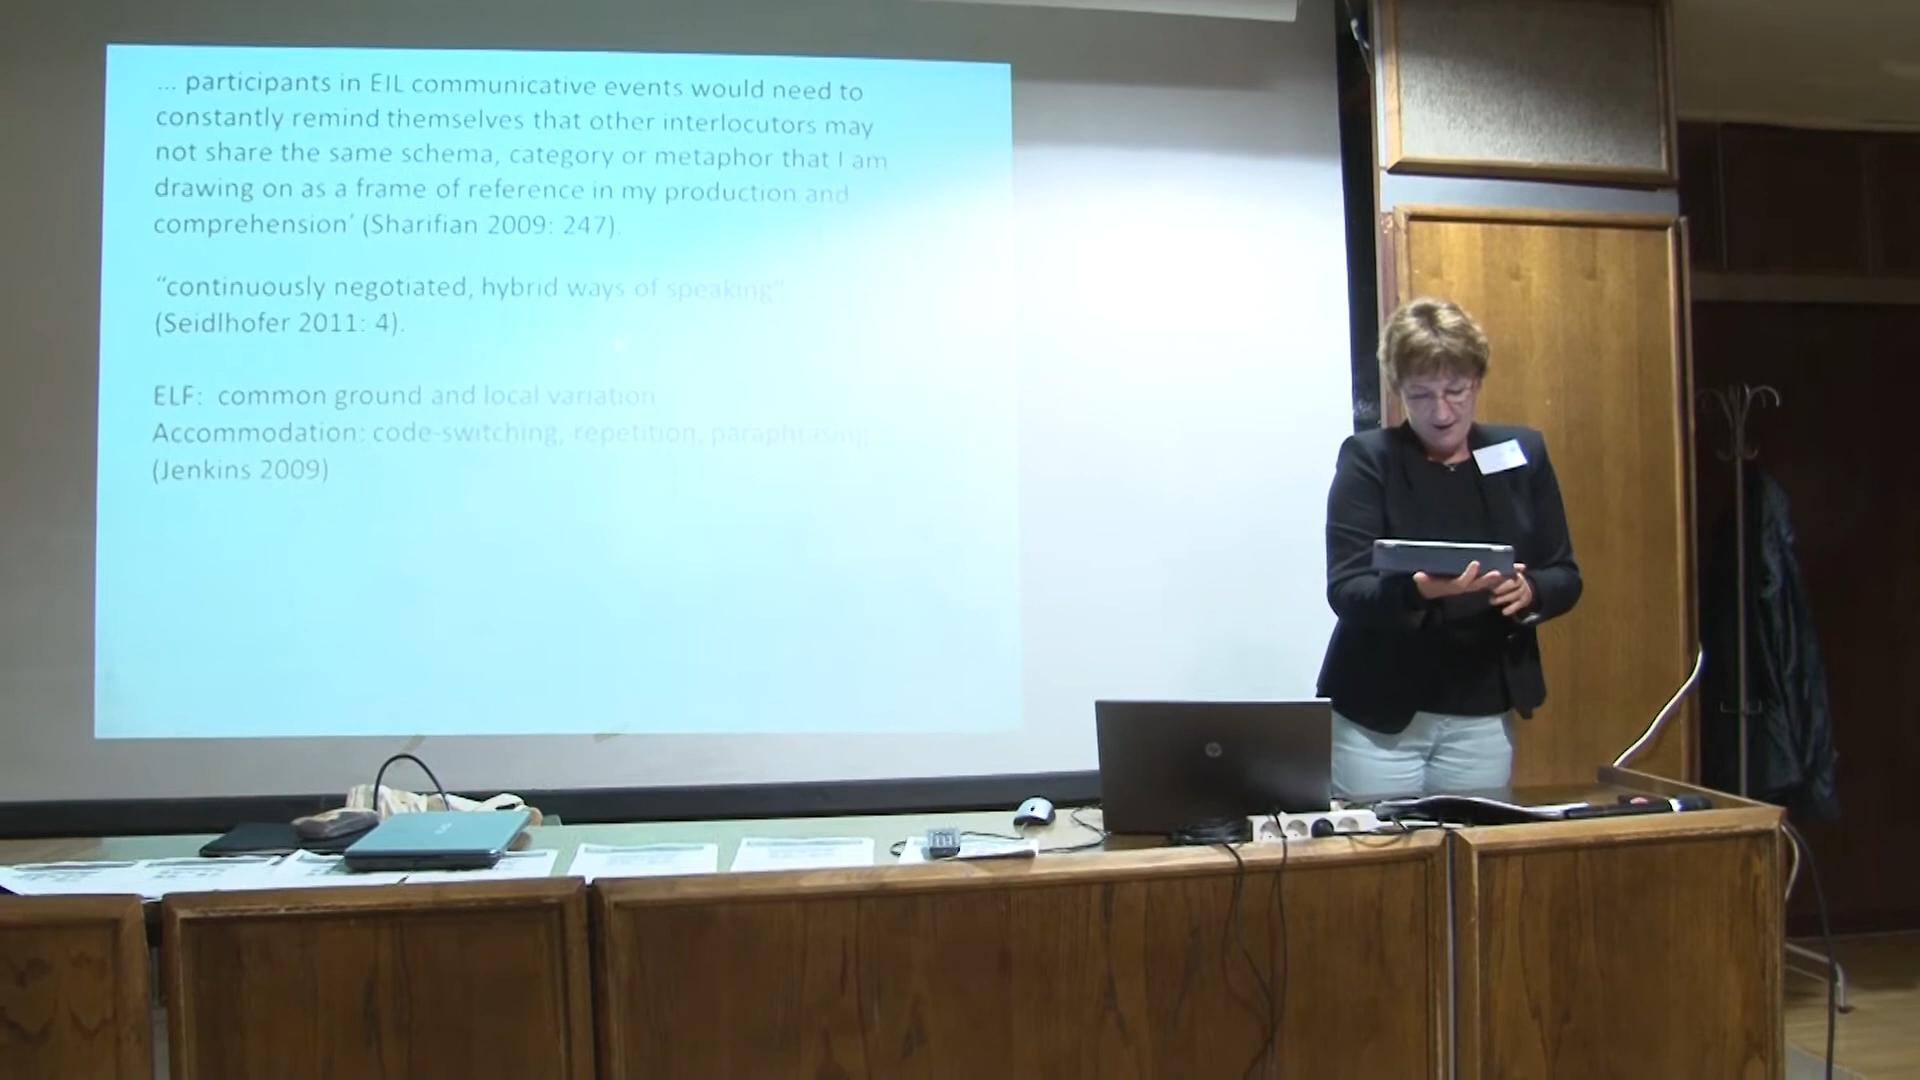 ... participants in EIL communicative events would need to
constantly remind themselves that other interlocutors may
not share the same schema, category or metaphor that I am
drawing on as a frame of reference in my production and
comprehension' (Sharifian 2009: 247).
“continuously negotiated, hybrid ways of speaking”
(Seidlhofer 2011: 4).
ELF: common ground and local variation
Accommodation: code-switching, repetition, paraphrasing
(Jenkins 2009)